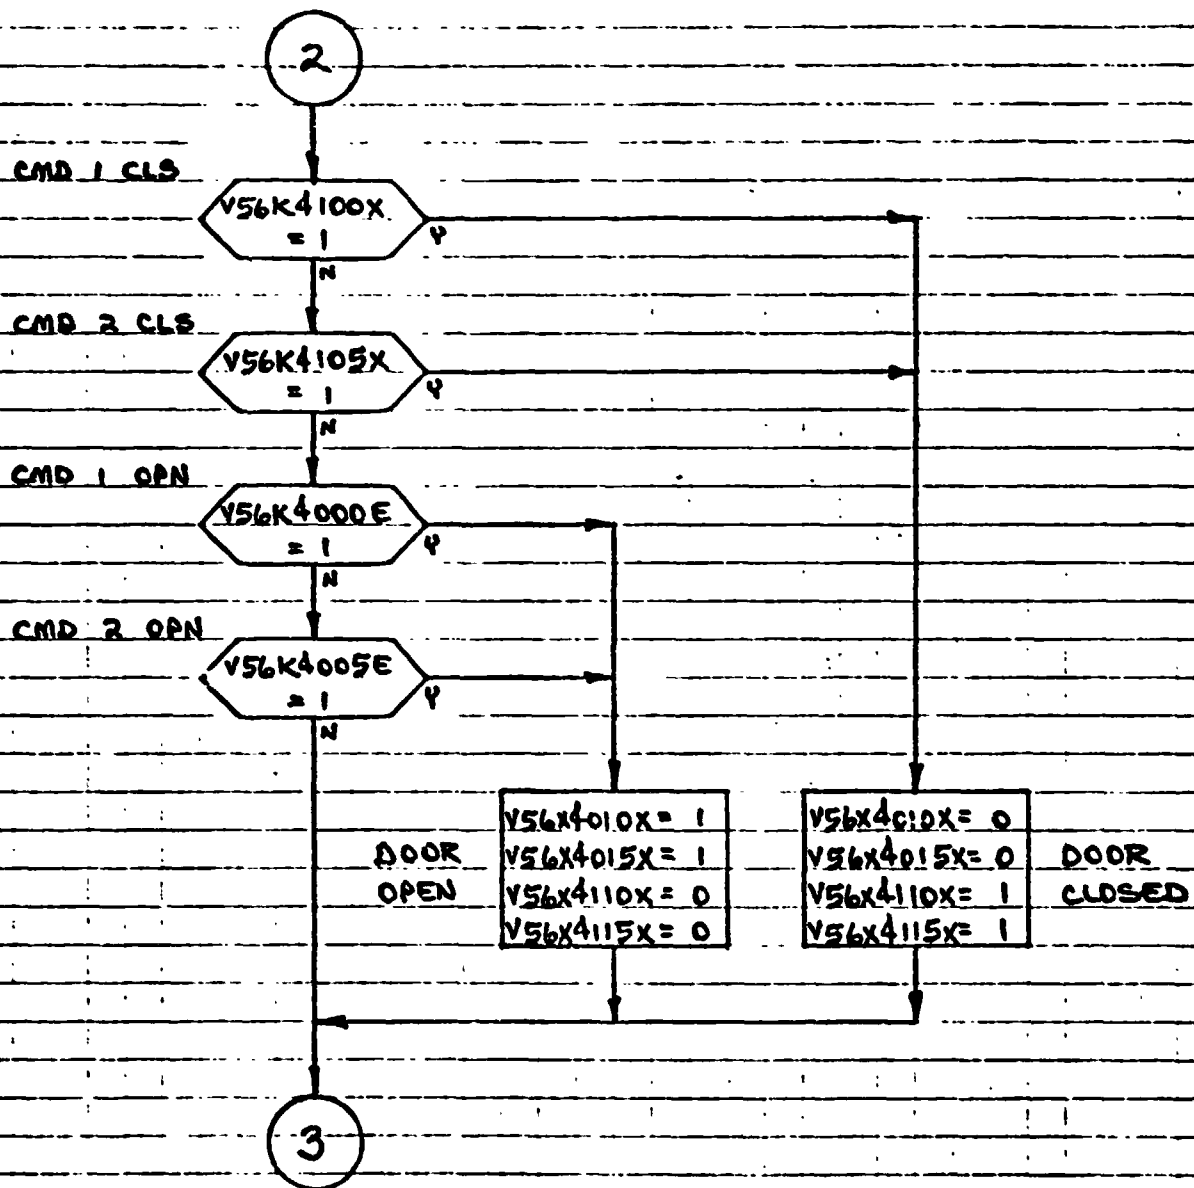 2
CMD 1 CLS
V56K4100X
= 1
Y
N
CMD 2 CLS
V56K4105X
= 1
Y
N
CMD 1 OPN
V56K4000E
= 1
Y
N
CMD 2 OPN
V56K4005E
= 1
Y
N
DOOR
OPEN
V56X4010X= 1
V56X4015X= 1
V56X4110X= 0
V56X4115X= 0
V56X4010X= 0
V56X4015X= 0
V56X4110X= 1
V56X4115X= 1
DOOR
CLOSED
3